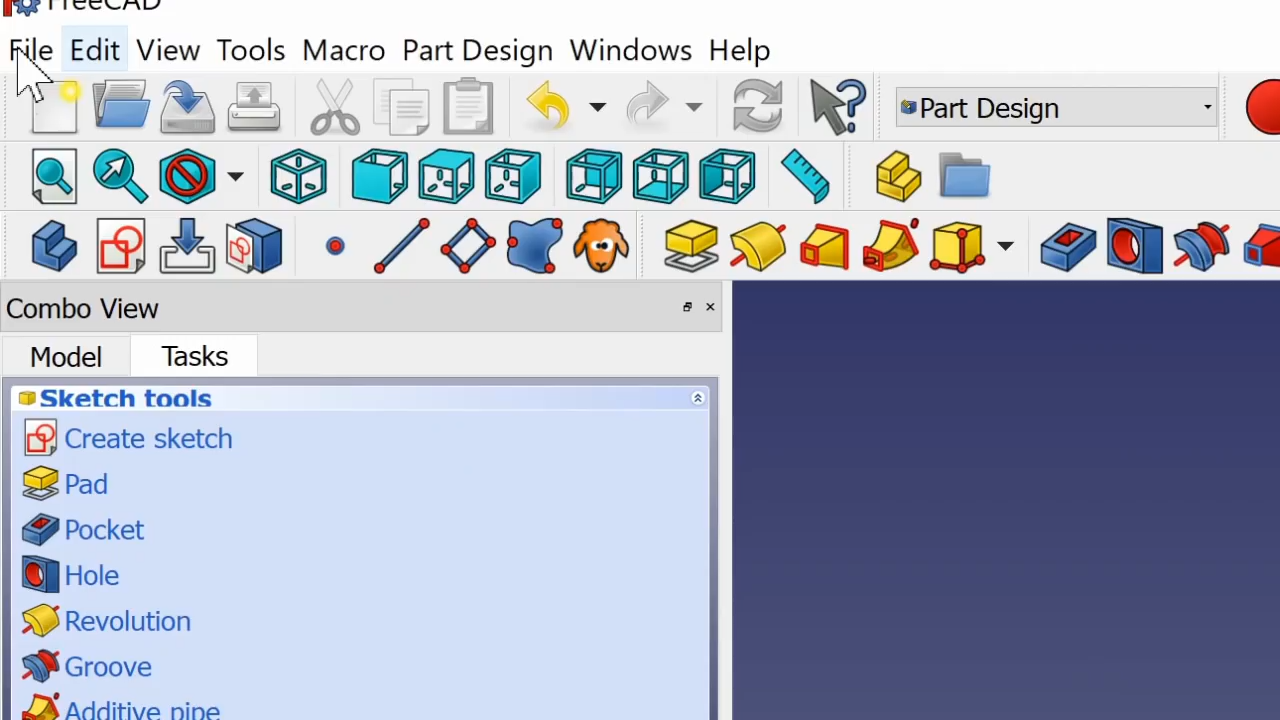 FreeCAD
File Edit View Tools Macro Part Design Windows Help
Part Design
Combo View
Model Tasks
Sketch tools
Create sketch
Pad
Pocket
Hole
Revolution
Groove
Additive pipe